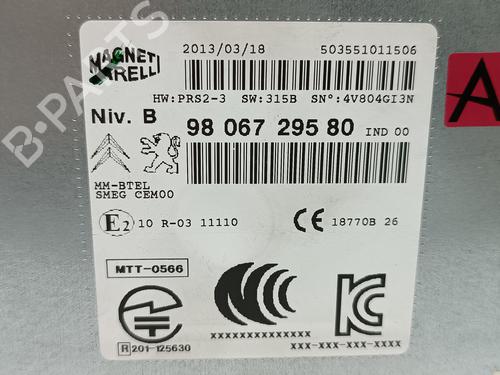 MAGNETI
MARELLI
2013/03/18 503551011506
HW:PRS2-3 SW:315B SN°:4V804GI3N
Niv. B
98 067 295 80 IND 00
MM-BTEL
SMEG CEM00
E2 10 R-03 11110
CE 18770B 26
MTT-0566
R 201-125630
CCC
xxxxxxxxxxxxxxx
KC
xxx-xxx-xxx-xxxx
B-PARTS
A